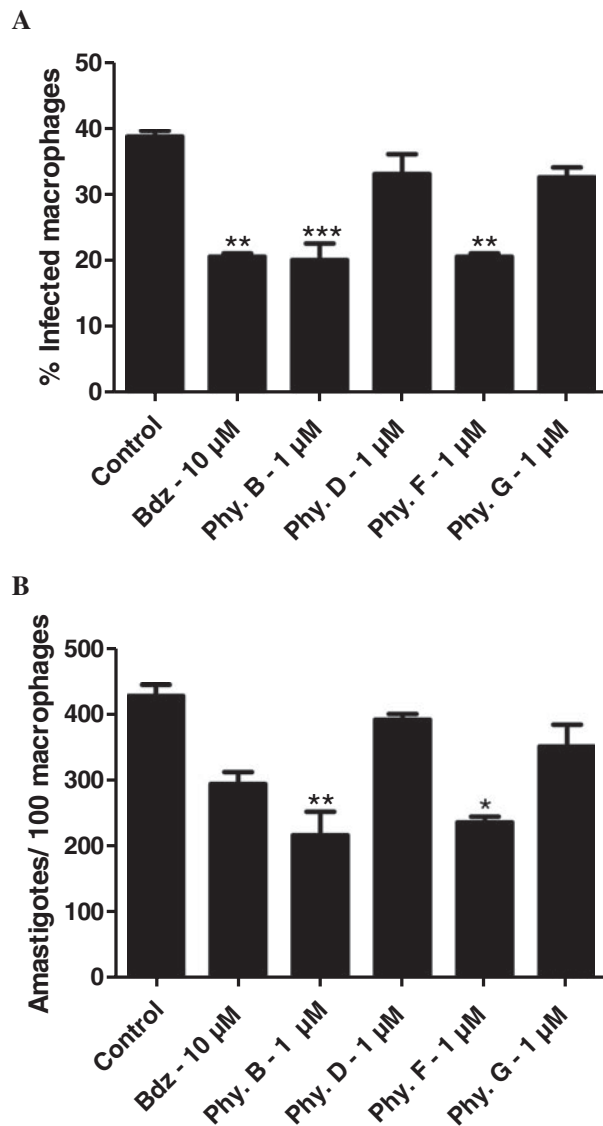 A
% Infected macrophages
50
40
30
20
10
0
**
***
**
Control
Bdz - 10 µM
Phy. B - 1 µM
Phy. D - 1 µM
Phy. F - 1 µM
Phy. G - 1 µM
B
Amastigotes/ 100 macrophages
500
400
300
200
100
0
**
*
Control
Bdz - 10 µM
Phy. B - 1 µM
Phy. D - 1 µM
Phy. F - 1 µM
Phy. G - 1 µM